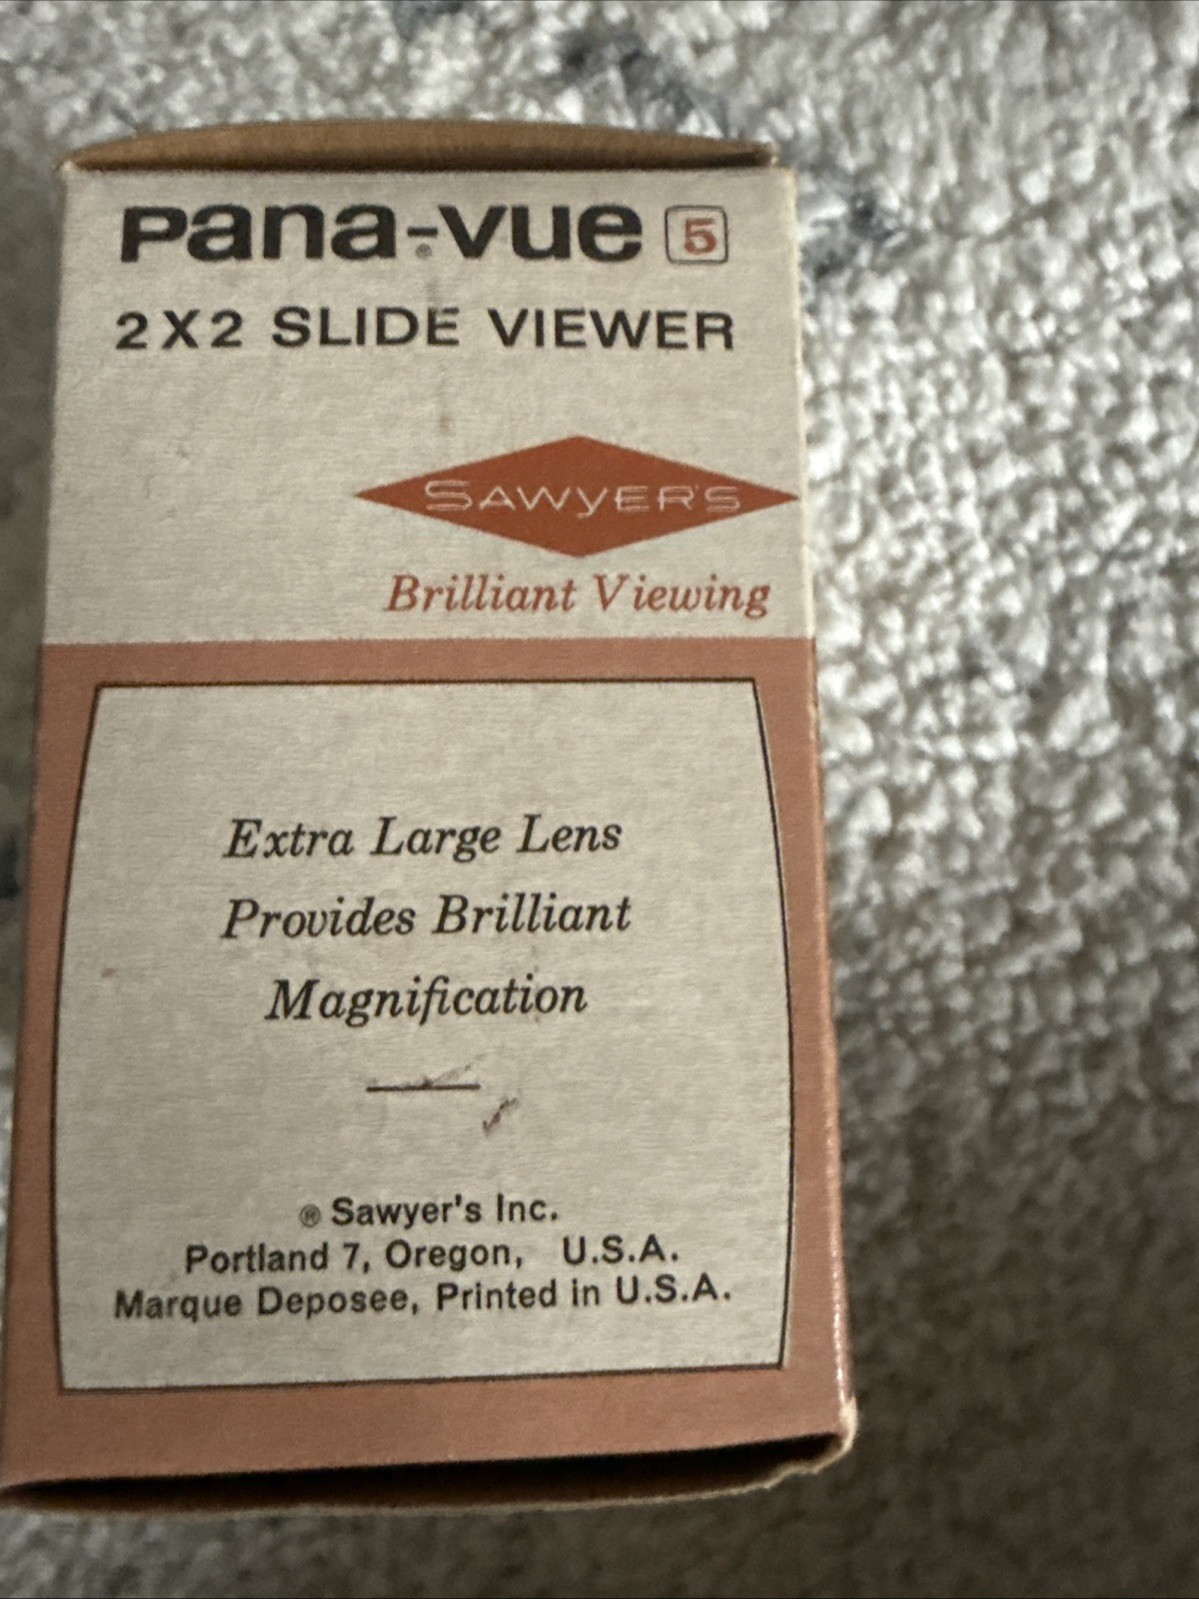 Pana-Vue® 5
2X2 SLIDE VIEWER
SAWYER'S
Brilliant Viewing
Extra Large Lens
Provides Brilliant
Magnification
® Sawyer's Inc.
Portland 7, Oregon, U.S.A.
Marque Deposee, Printed in U.S.A.